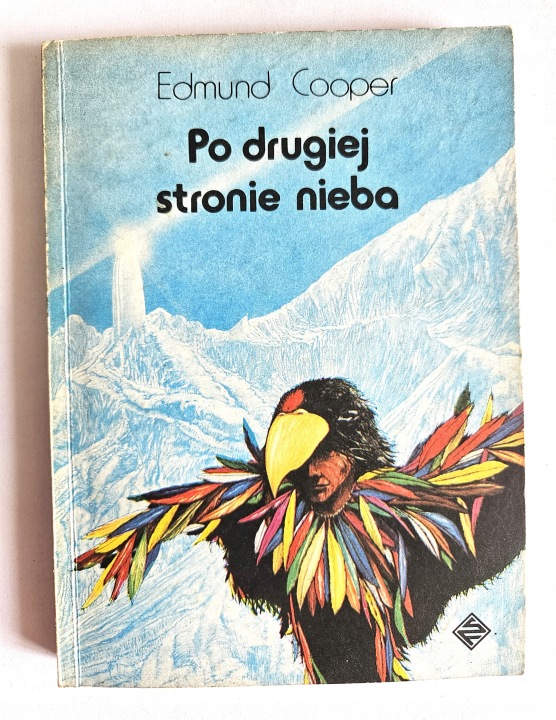 Edmund Cooper
Po drugiej
stronie nieba